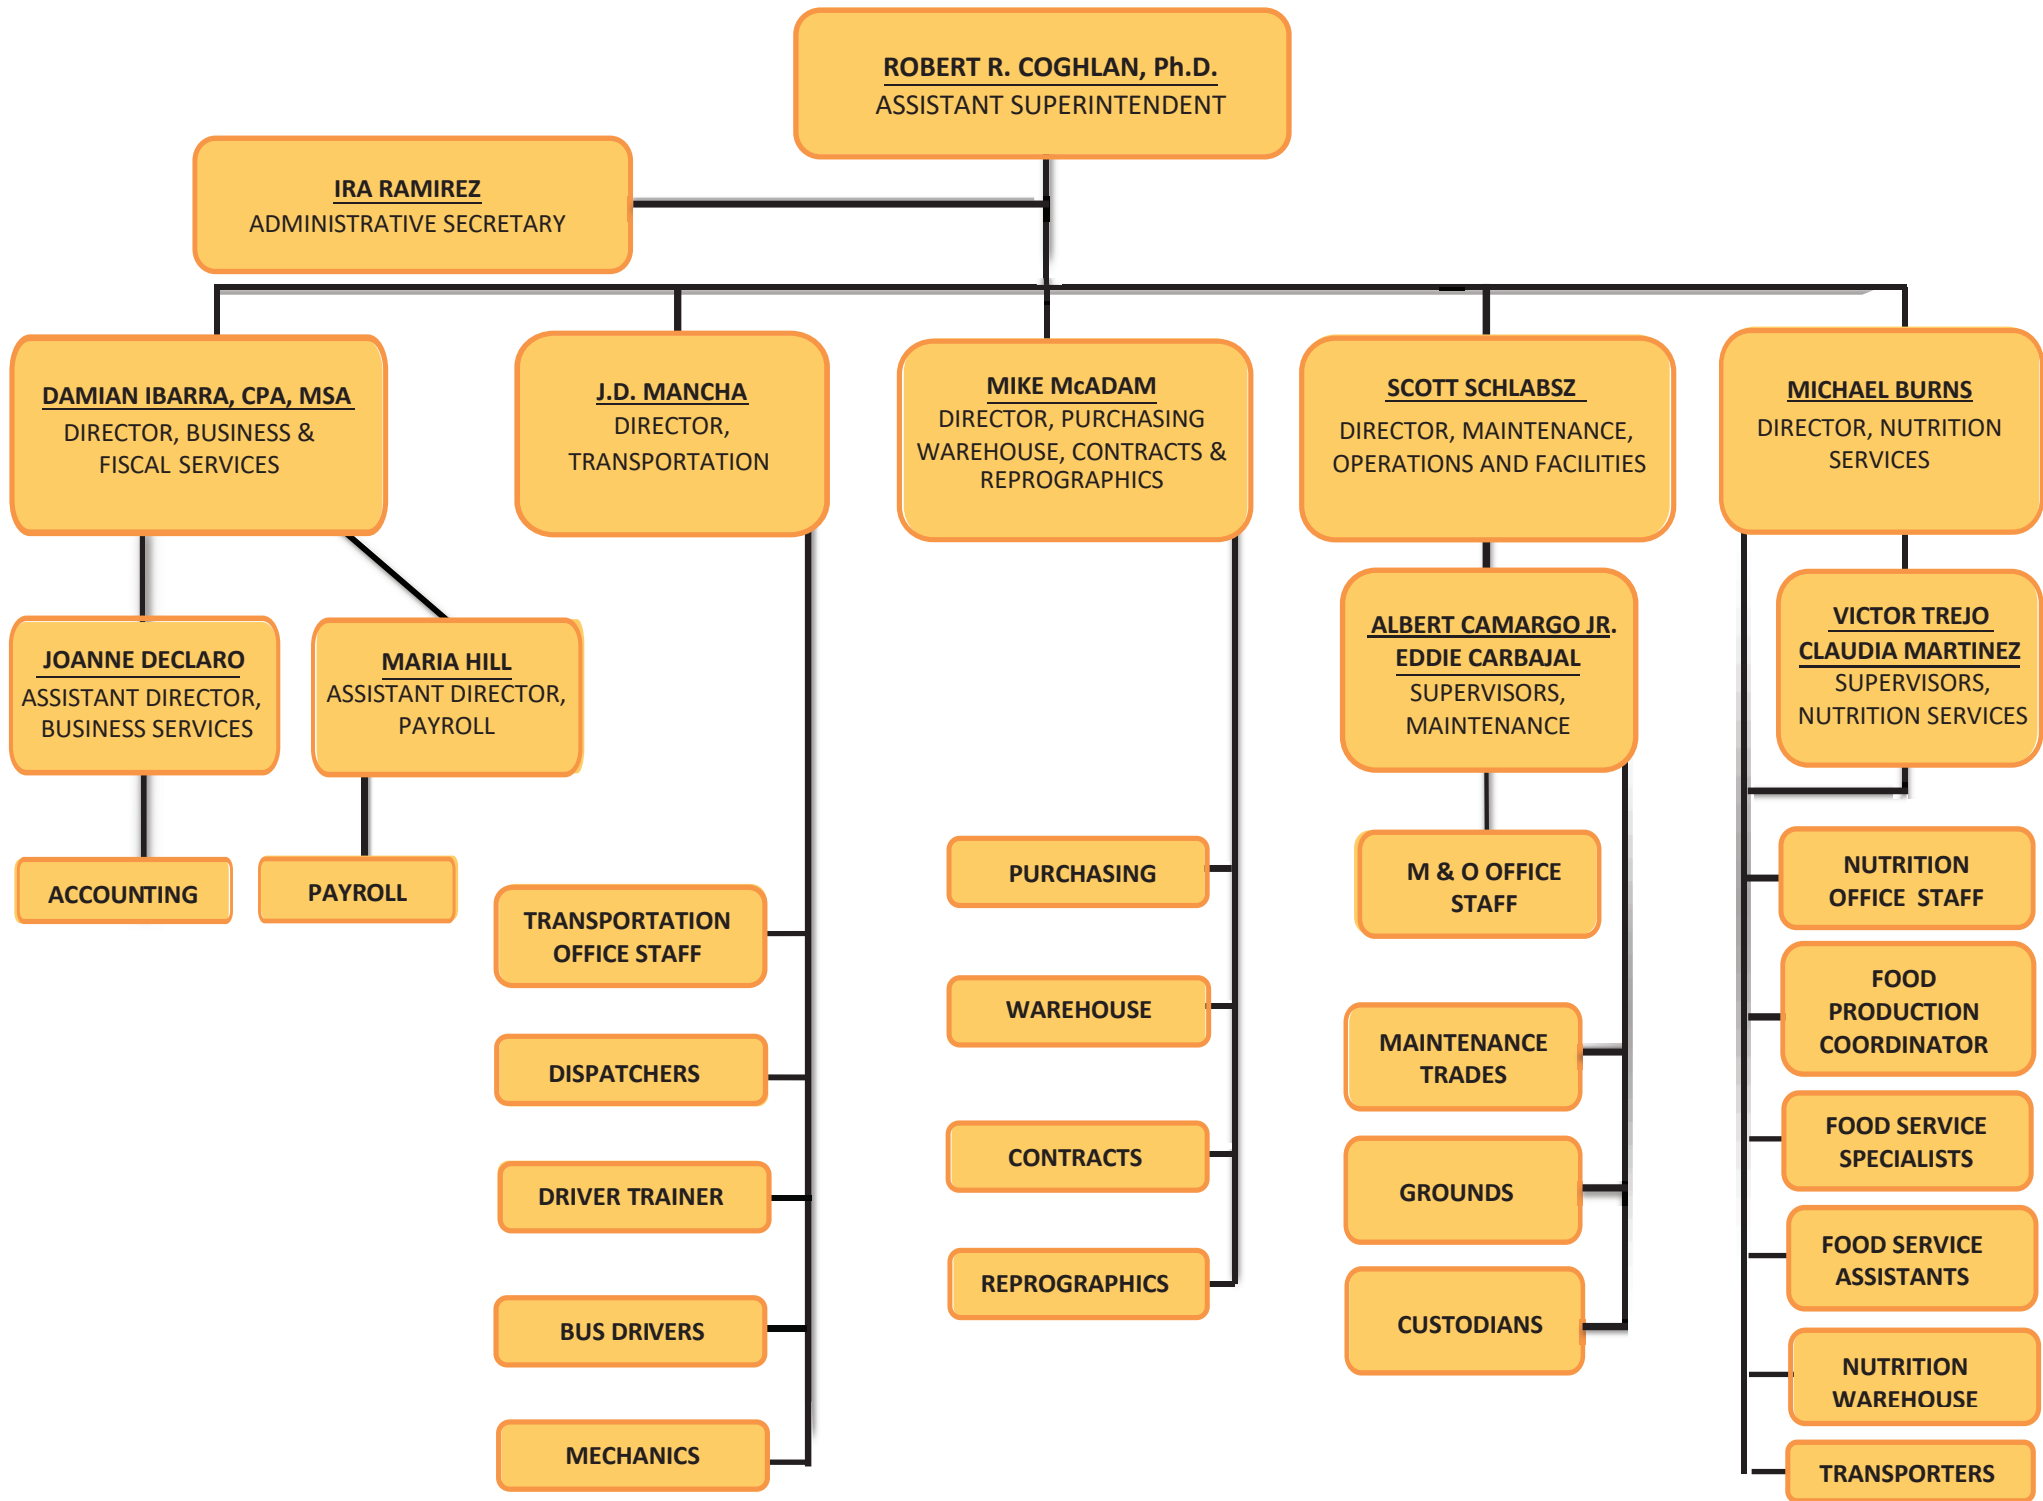 ROBERT R. COGHLAN, Ph.D.
ASSISTANT SUPERINTENDENT
IRA RAMIREZ
ADMINISTRATIVE SECRETARY
DAMIAN IBARRA, CPA, MSA
DIRECTOR, BUSINESS &
FISCAL SERVICES
J.D. MANCHA
DIRECTOR,
TRANSPORTATION
MIKE McADAM
DIRECTOR, PURCHASING
WAREHOUSE, CONTRACTS &
REPROGRAPHICS
SCOTT SCHLABSZ
DIRECTOR, MAINTENANCE,
OPERATIONS AND FACILITIES
MICHAEL BURNS
DIRECTOR, NUTRITION
SERVICES
JOANNE DECLARO
ASSISTANT DIRECTOR,
BUSINESS SERVICES
MARIA HILL
ASSISTANT DIRECTOR,
PAYROLL
ALBERT CAMARGO JR.
EDDIE CARBAJAL
SUPERVISORS,
MAINTENANCE
VICTOR TREJO
CLAUDIA MARTINEZ
SUPERVISORS,
NUTRITION SERVICES
ACCOUNTING
PAYROLL
TRANSPORTATION
OFFICE STAFF
DISPATCHERS
DRIVER TRAINER
BUS DRIVERS
MECHANICS
PURCHASING
WAREHOUSE
CONTRACTS
REPROGRAPHICS
M & O OFFICE
STAFF
MAINTENANCE
TRADES
GROUNDS
CUSTODIANS
NUTRITION
OFFICE STAFF
FOOD
PRODUCTION
COORDINATOR
FOOD SERVICE
SPECIALISTS
FOOD SERVICE
ASSISTANTS
NUTRITION
WAREHOUSE
TRANSPORTERS